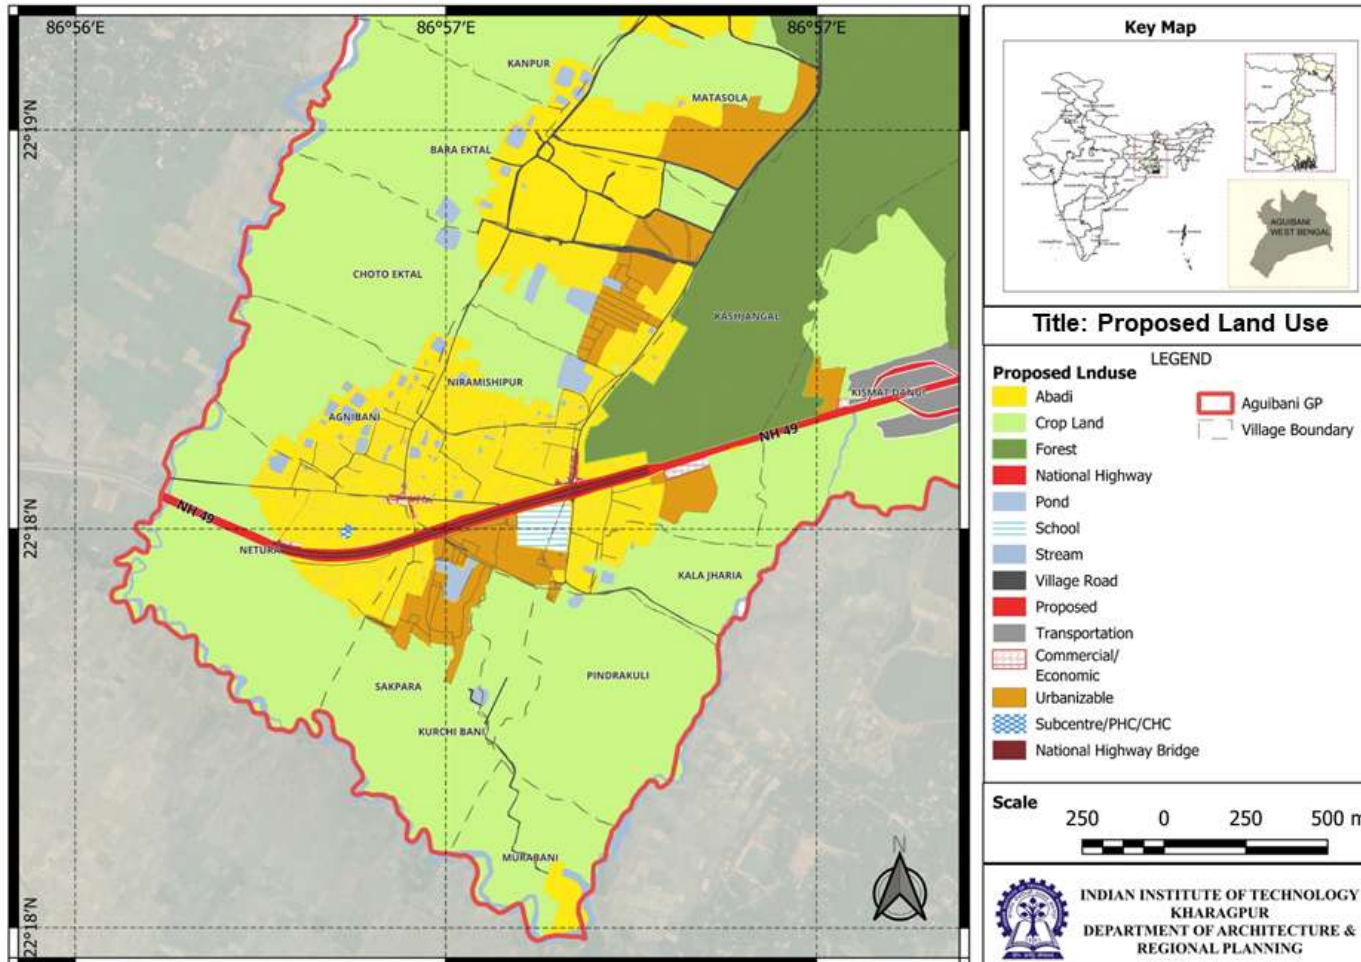 86°56'E
86°57'E
86°57'E
22°19'N
22°18'N
22°18'N
KANPUR
MATASOLA
BARA EKTAL
CHOTO EKTAL
KASHJANGAL
NIRAMISHIPUR
AGNIBANI
KISMAT DANGI
NH 49
NH 49
NETURA
KALA JHARIA
SAKPARA
PINDRAKULI
KURCHI BANI
MURABANI
N
Key Map
AGUIBANI
WEST BENGAL
Title: Proposed Land Use
LEGEND
Proposed Lnduse
Abadi
Crop Land
Forest
National Highway
Pond
School
Stream
Village Road
Proposed
Transportation
Commercial/
Economic
Urbanizable
Subcentre/PHC/CHC
National Highway Bridge
Aguibani GP
Village Boundary
Scale
250 0 250 500 m
INDIAN INSTITUTE OF TECHNOLOGY
KHARAGPUR
DEPARTMENT OF ARCHITECTURE &
REGIONAL PLANNING